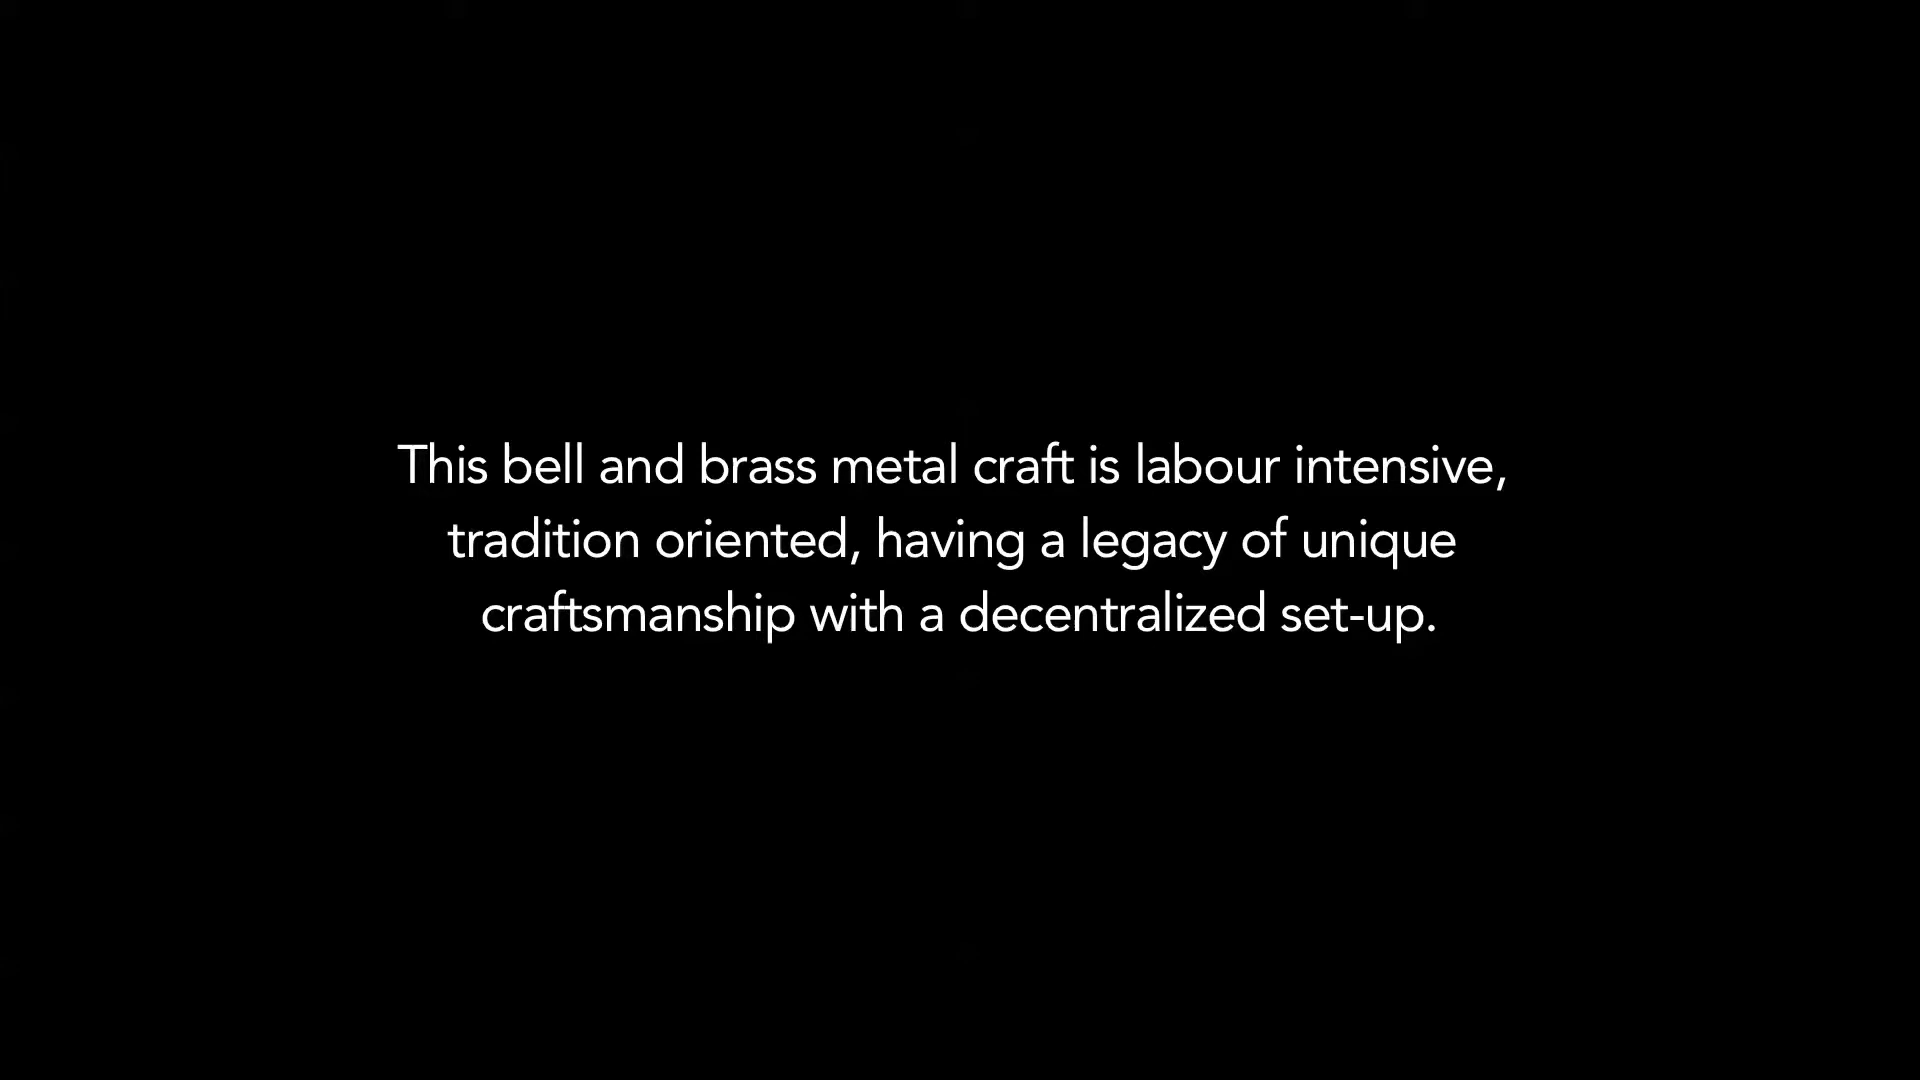 This bell and brass metal craft is labour intensive,
tradition oriented, having a legacy of unique
craftsmanship with a decentralized set-up.